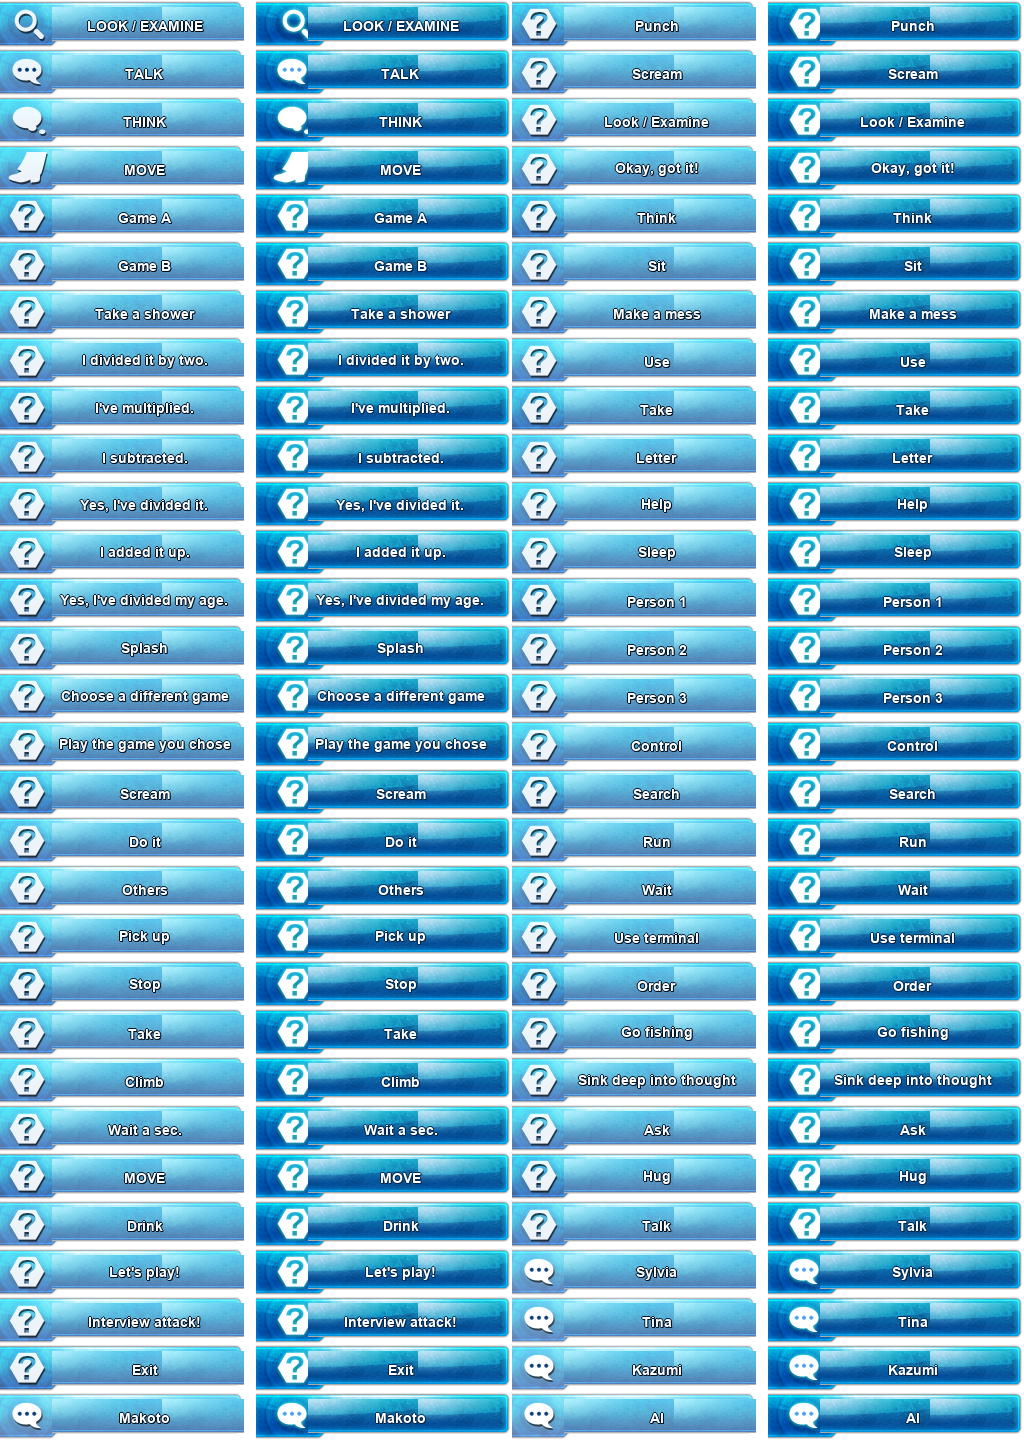 LOOK / EXAMINE LOOK / EXAMINE Punch Punch
TALK TALK Scream Scream
THINK THINK Look / Examine Look / Examine
MOVE MOVE Okay, got it! Okay, got it!
Game A Game A Think Think
Game B Game B Sit Sit
Take a shower Take a shower Make a mess Make a mess
I divided it by two. I divided it by two. Use Use
I've multiplied. I've multiplied. Take Take
I subtracted. I subtracted. Letter Letter
Yes, I've divided it. Yes, I've divided it. Help Help
I added it up. I added it up. Sleep Sleep
Yes, I've divided my age. Yes, I've divided my age. Person 1 Person 1
Splash Splash Person 2 Person 2
Choose a different game Choose a different game Person 3 Person 3
Play the game you chose Play the game you chose Control Control
Scream Scream Search Search
Do it Do it Run Run
Others Others Wait Wait
Pick up Pick up Use terminal Use terminal
Stop Stop Order Order
Take Take Go fishing Go fishing
Climb Climb Sink deep into thought Sink deep into thought
Wait a sec. Wait a sec. Ask Ask
MOVE MOVE Hug Hug
Drink Drink Talk Talk
Let's play! Let's play! Sylvia Sylvia
Interview attack! Interview attack! Tina Tina
Exit Exit Kazumi Kazumi
Makoto Makoto AI AI